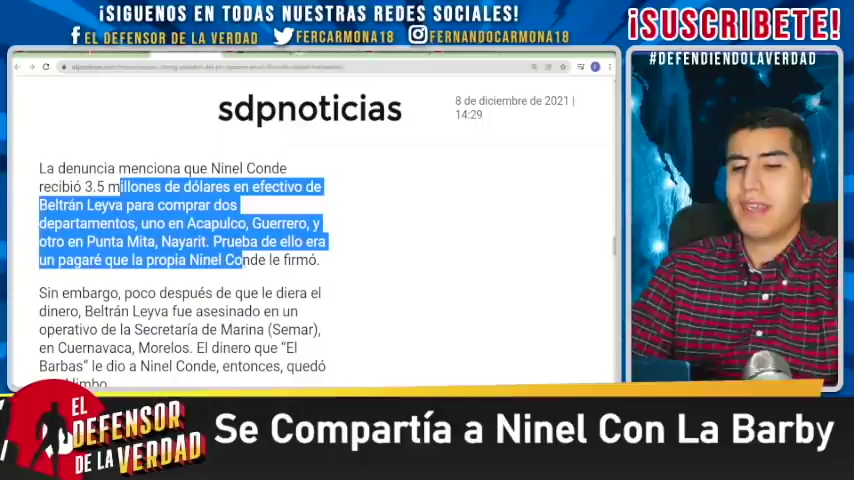 ¡SIGUENOS EN TODAS NUESTRAS REDES SOCIALES!
EL DEFENSOR DE LA VERDAD FERCARMONA18 FERNANDOCARMONA18
¡SUSCRIBETE!
#DEFENDIENDOLAVERDAD
sdpnoticias
8 de diciembre de 2021 |
14:29
La denuncia menciona que Ninel Conde
recibió 3.5 millones de dólares en efectivo de
Beltrán Leyva para comprar dos
departamentos, uno en Acapulco, Guerrero, y
otro en Punta Mita, Nayarit. Prueba de ello era
un pagaré que la propia Ninel Conde le firmó.
Sin embargo, poco después de que le diera el
dinero, Beltrán Leyva fue asesinado en un
operativo de la Secretaría de Marina (Semar),
en Cuernavaca, Morelos. El dinero que “El
Barbas” le dio a Ninel Conde, entonces, quedó
limbo
EL
DEFENSOR
DE LA VERDAD
Se Compartía a Ninel Con La Barby